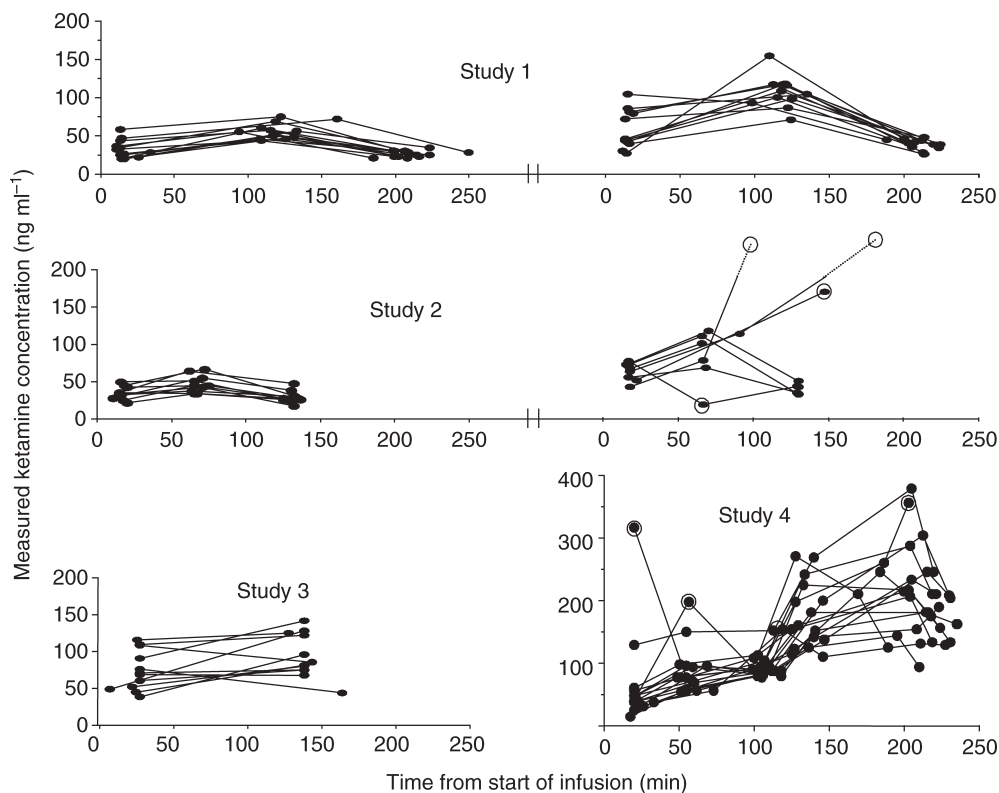 Measured ketamine concentration (ng ml⁻¹)
200
150
100
50
0
Study 1
0 50 100 150 200 250
0 50 100 150 200 250
200
150
100
50
0
Study 2
0 50 100 150 200 250
0 50 100 150 200 250
200
150
100
50
0
Study 3
0 50 100 150 200 250
400
300
200
100
Study 4
0 50 100 150 200 250
Time from start of infusion (min)